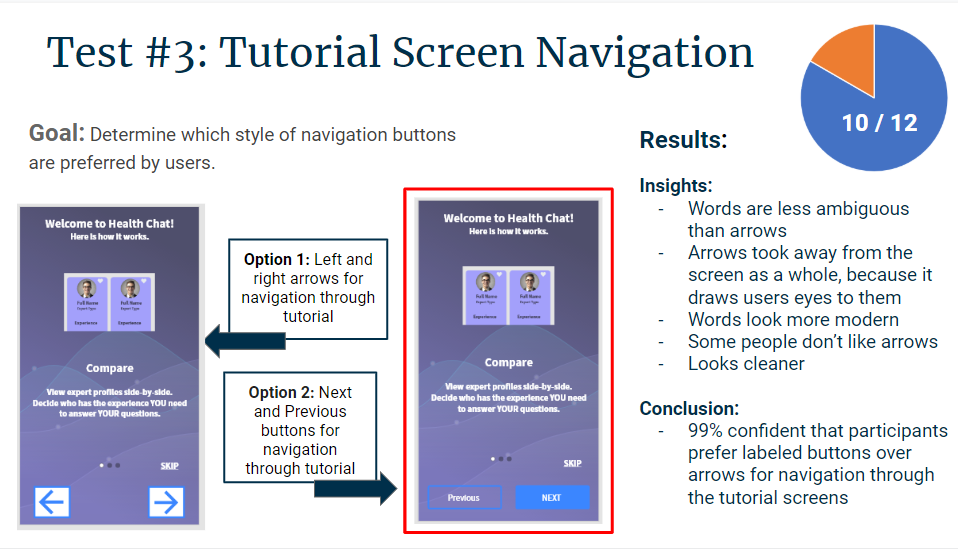 Test #3: Tutorial Screen Navigation
10 / 12
Goal: Determine which style of navigation buttons
are preferred by users.
Welcome to Health Chat!
Here is how it works.
Full Name
Expert Type
Experience
Full Name
Expert Type
Experience
Compare
View expert profiles side-by-side.
Decide who has the experience YOU need
to answer YOUR questions.
SKIP
Option 1: Left and
right arrows for
navigation through
tutorial
Option 2: Next
and Previous
buttons for
navigation
through tutorial
Welcome to Health Chat!
Here is how it works.
Full Name
Expert Type
Experience
Full Name
Expert Type
Experience
Compare
View expert profiles side-by-side.
Decide who has the experience YOU need
to answer YOUR questions.
SKIP
Previous
NEXT
Results:
Insights:
- Words are less ambiguous
than arrows
- Arrows took away from the
screen as a whole, because it
draws users eyes to them
- Words look more modern
- Some people don't like arrows
- Looks cleaner
Conclusion:
- 99% confident that participants
prefer labeled buttons over
arrows for navigation through
the tutorial screens